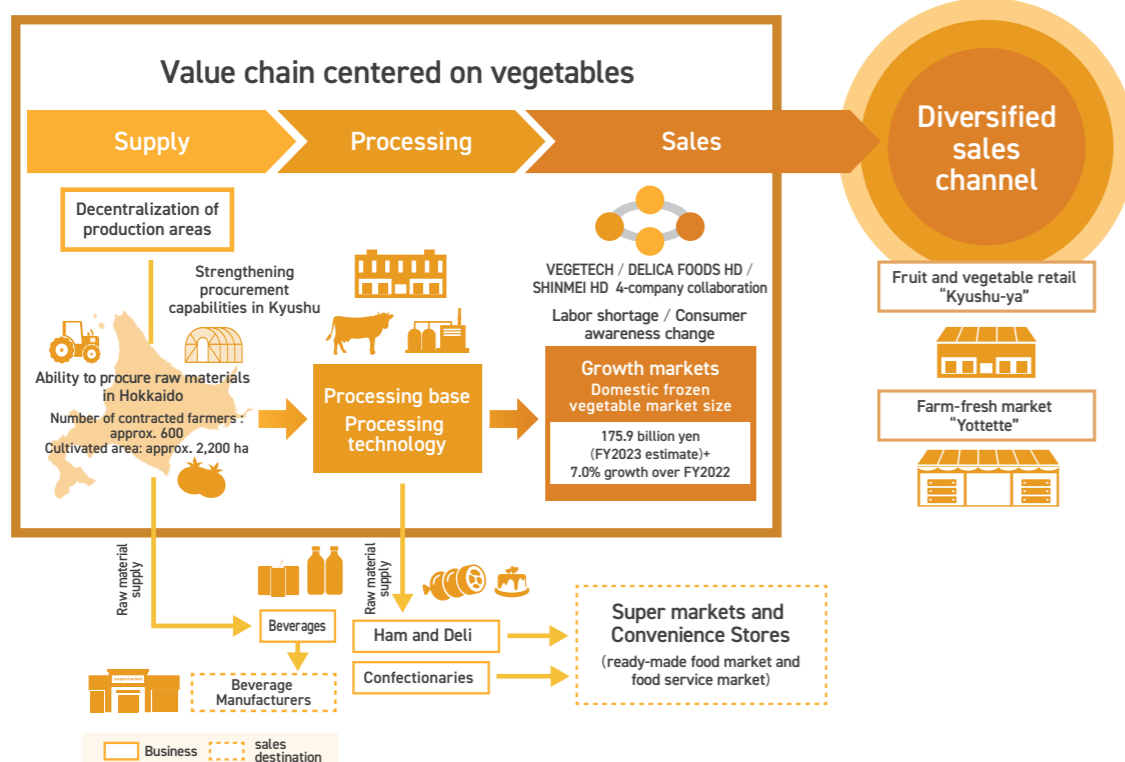 Value chain centered on vegetables
Supply
Processing
Sales
Diversified
sales
channel
Decentralization of
production areas
Strengthening
procurement
capabilities in Kyushu
Ability to procure raw materials
in Hokkaido
Number of contracted farmers :
approx. 600
Cultivated area: approx. 2,200 ha
Processing base
Processing
technology
VEGETECH / DELICA FOODS HD /
SHINMEI HD 4-company collaboration
Labor shortage / Consumer
awareness change
Growth markets
Domestic frozen
vegetable market size
175.9 billion yen
(FY2023 estimate)+
7.0% growth over FY2022
Fruit and vegetable retail
"Kyushu-ya"
Farm-fresh market
"Yottette"
Raw material
supply
Beverages
supermarket
Beverage
Manufacturers
Raw material
supply
Ham and Deli
Confectionaries
Super markets and
Convenience Stores
(ready-made food market and
food service market)
Business
sales
destination